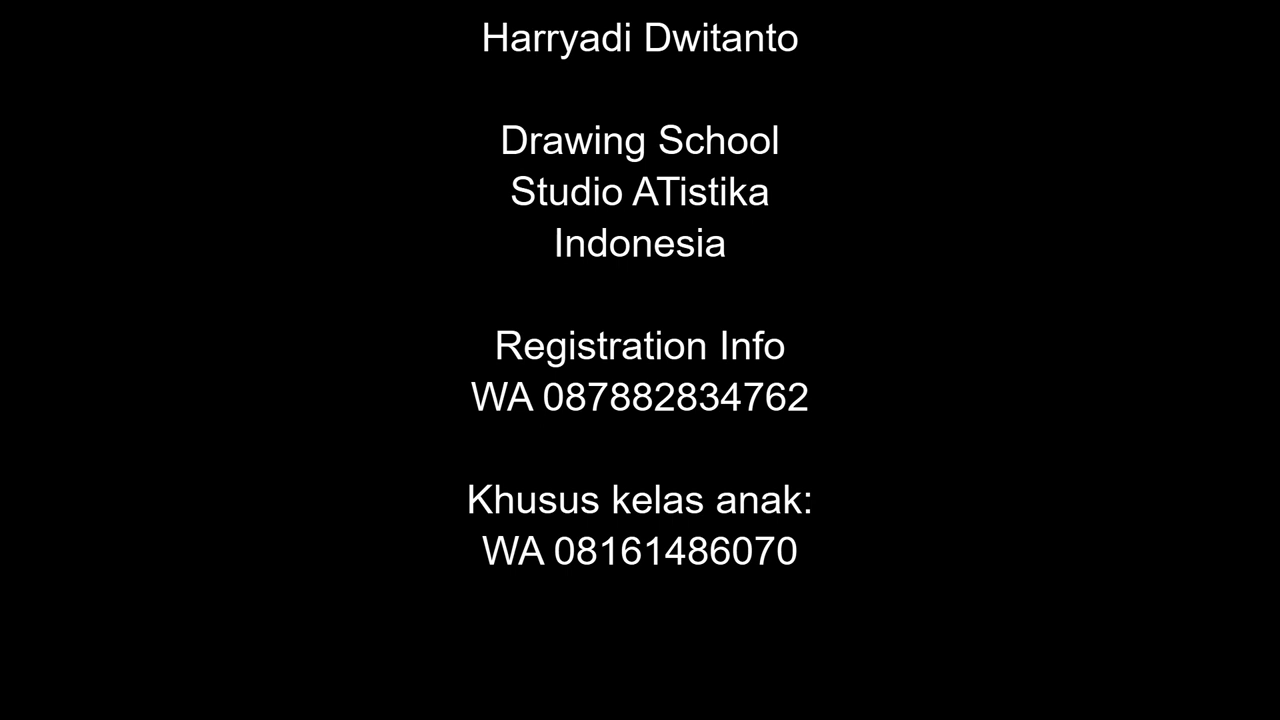 Harryadi Dwitanto
Drawing School
Studio ATistika
Indonesia
Registration Info
WA 087882834762
Khusus kelas anak:
WA 08161486070